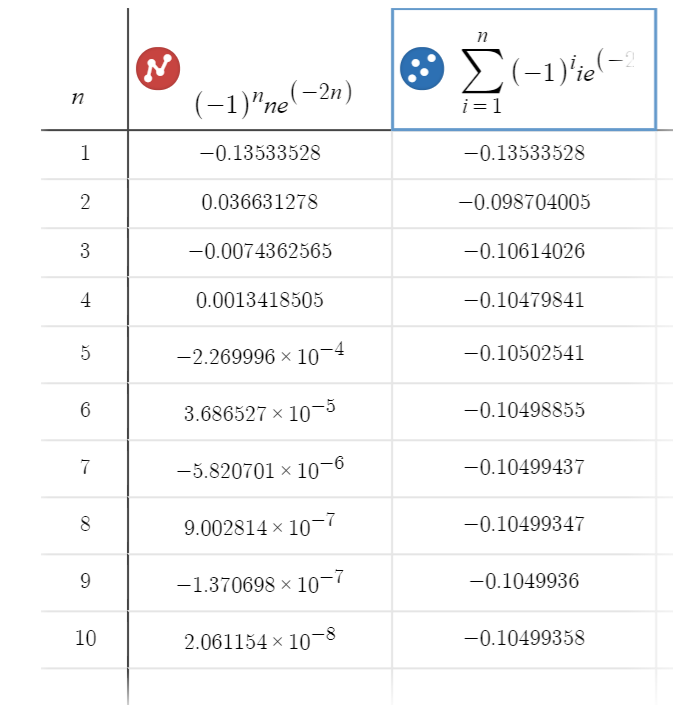 n (-1)^n ne^(-2n) \sum_{i=1}^{n} (-1)^i ie^(-2
1 −0.13533528 −0.13533528
2 0.036631278 −0.098704005
3 −0.0074362565 −0.10614026
4 0.0013418505 −0.10479841
5 −2.269996 × 10^−4 −0.10502541
6 3.686527 × 10^−5 −0.10498855
7 −5.820701 × 10^−6 −0.10499437
8 9.002814 × 10^−7 −0.10499347
9 −1.370698 × 10^−7 −0.1049936
10 2.061154 × 10^−8 −0.10499358